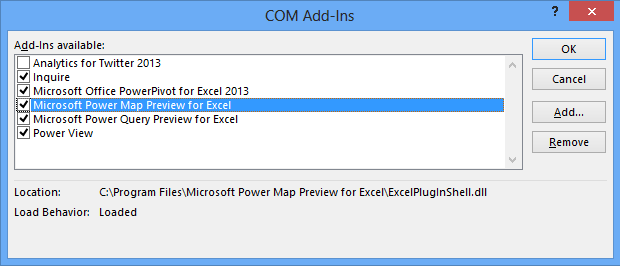 COM Add-Ins
?
Add-Ins available:
Analytics for Twitter 2013
Inquire
Microsoft Office PowerPivot for Excel 2013
Microsoft Power Map Preview for Excel
Microsoft Power Query Preview for Excel
Power View
OK
Cancel
Add...
Remove
Location: C:\Program Files\Microsoft Power Map Preview for Excel\ExcelPlugInShell.dll
Load Behavior: Loaded